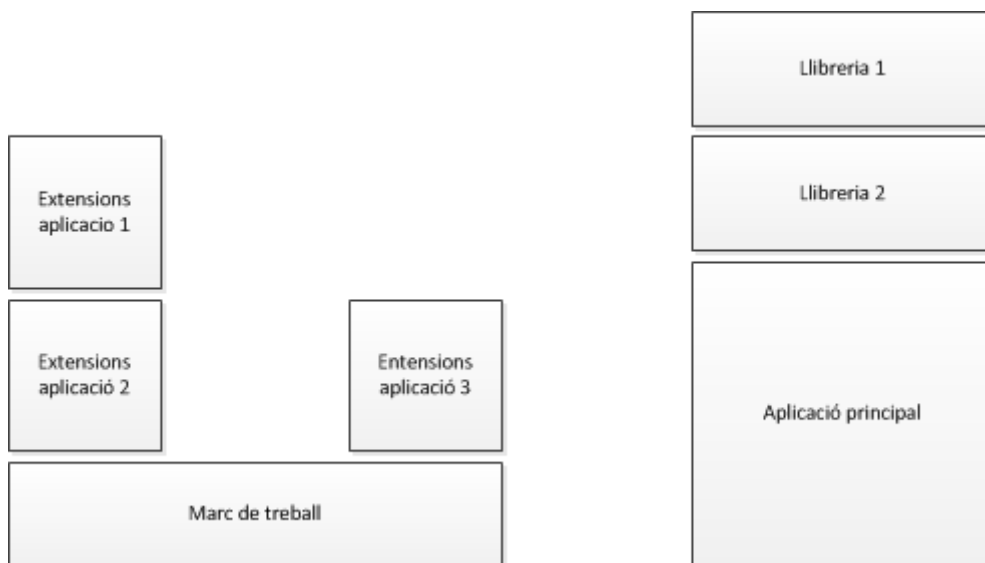 Extensions
aplicacio 1
Extensions
aplicació 2
Entensions
aplicació 3
Marc de treball
Llibreria 1
Llibreria 2
Aplicació principal